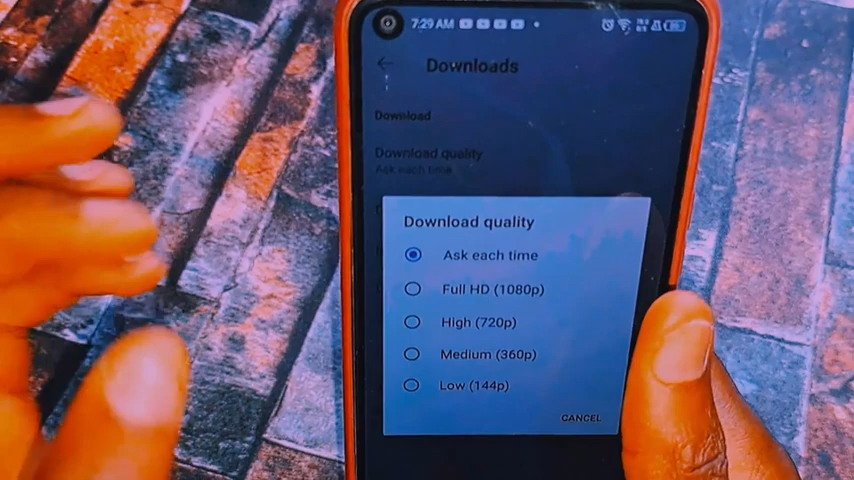 7:29 AM
Downloads
Download
Download quality
Ask each time
Download quality
Ask each time
Full HD (1080p)
High (720p)
Medium (360p)
Low (144p)
CANCEL